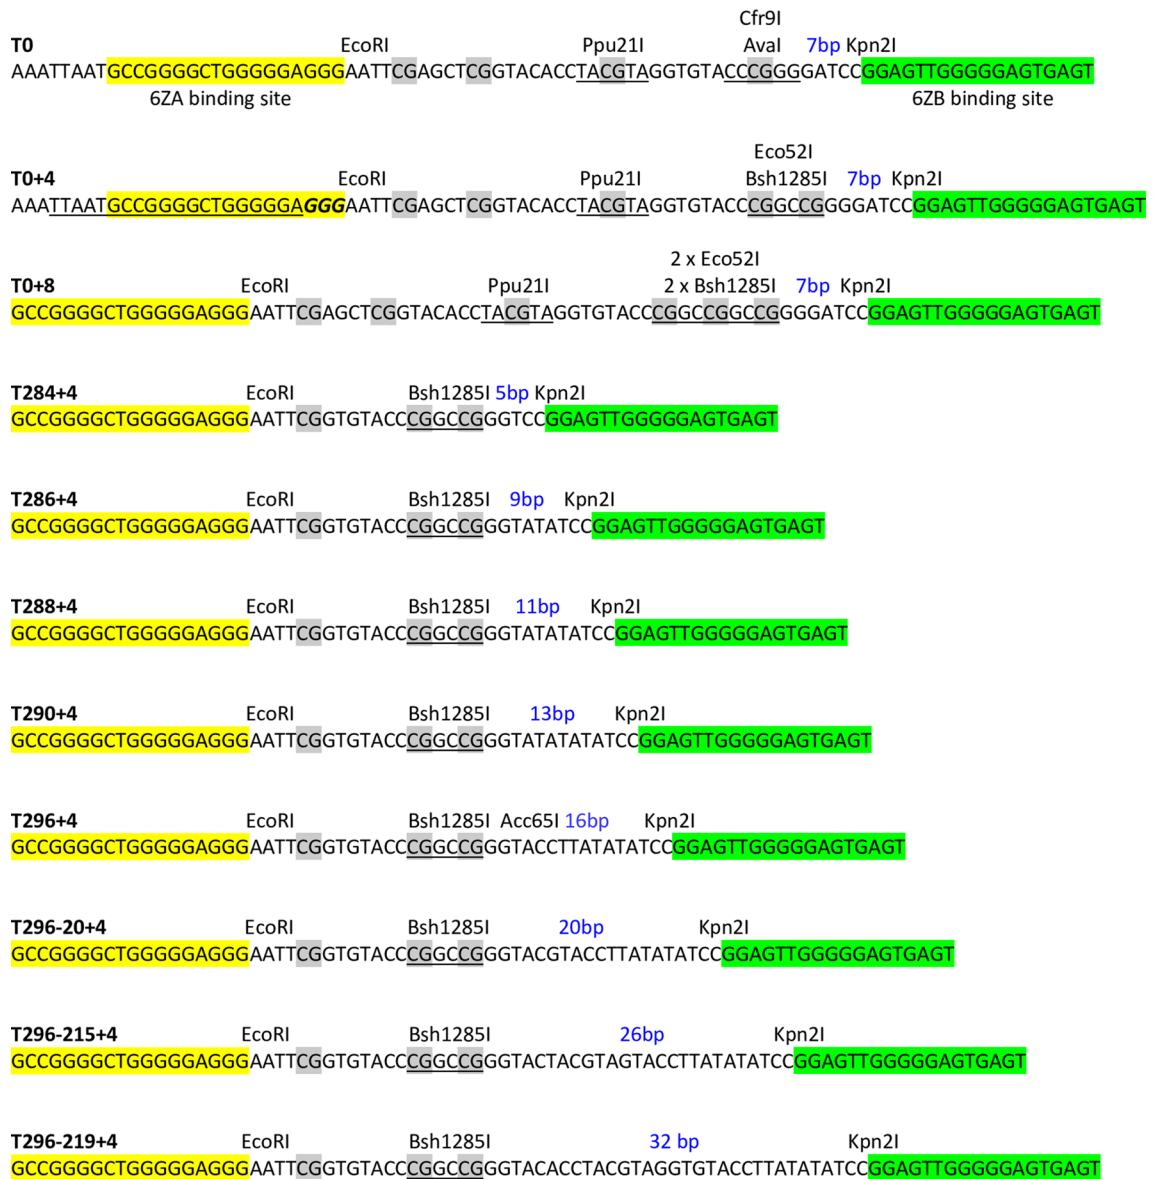 Cfr9I
T0 EcoRI Ppu21I AvaI 7bp Kpn2I
AAATTAATGCCGGGGCTGGGGGAGGGAATTCGAGCTCGGTACACCTACGTAGGTGTACCCGGGGATCCGGAGTTGGGGGAGTGAGT
6ZA binding site 6ZB binding site
Eco52I
T0+4 EcoRI Ppu21I Bsh1285I 7bp Kpn2I
AAATTAATGCCGGGGCTGGGGGAGGGAATTCGAGCTCGGTACACCTACGTAGGTGTACCCGGCCGGGGATCCGGAGTTGGGGGAGTGAGT
2 x Eco52I
T0+8 EcoRI Ppu21I 2 x Bsh1285I 7bp Kpn2I
GCCGGGGCTGGGGGAGGGAATTCGAGCTCGGTACACCTACGTAGGTGTACCCGGCCGGCCGGGGATCCGGAGTTGGGGGAGTGAGT
T284+4 EcoRI Bsh1285I 5bp Kpn2I
GCCGGGGCTGGGGGAGGGAATTCGGTGTACCCGGCCGGGTCCGGAGTTGGGGGAGTGAGT
T286+4 EcoRI Bsh1285I 9bp Kpn2I
GCCGGGGCTGGGGGAGGGAATTCGGTGTACCCGGCCGGGTATATCCGGAGTTGGGGGAGTGAGT
T288+4 EcoRI Bsh1285I 11bp Kpn2I
GCCGGGGCTGGGGGAGGGAATTCGGTGTACCCGGCCGGGTATATATCCGGAGTTGGGGGAGTGAGT
T290+4 EcoRI Bsh1285I 13bp Kpn2I
GCCGGGGCTGGGGGAGGGAATTCGGTGTACCCGGCCGGGTATATATATCCGGAGTTGGGGGAGTGAGT
T296+4 EcoRI Bsh1285I Acc65I 16bp Kpn2I
GCCGGGGCTGGGGGAGGGAATTCGGTGTACCCGGCCGGGTACCTTATATATCCGGAGTTGGGGGAGTGAGT
T296-20+4 EcoRI Bsh1285I 20bp Kpn2I
GCCGGGGCTGGGGGAGGGAATTCGGTGTACCCGGCCGGGTACGTACCTTATATATCCGGAGTTGGGGGAGTGAGT
T296-215+4 EcoRI Bsh1285I 26bp Kpn2I
GCCGGGGCTGGGGGAGGGAATTCGGTGTACCCGGCCGGGTACTACGTAGTACCTTATATATCCGGAGTTGGGGGAGTGAGT
T296-219+4 EcoRI Bsh1285I 32 bp Kpn2I
GCCGGGGCTGGGGGAGGGAATTCGGTGTACCCGGCCGGGTACACCTACGTAGGTGTACCTTATATATCCGGAGTTGGGGGAGTGAGT